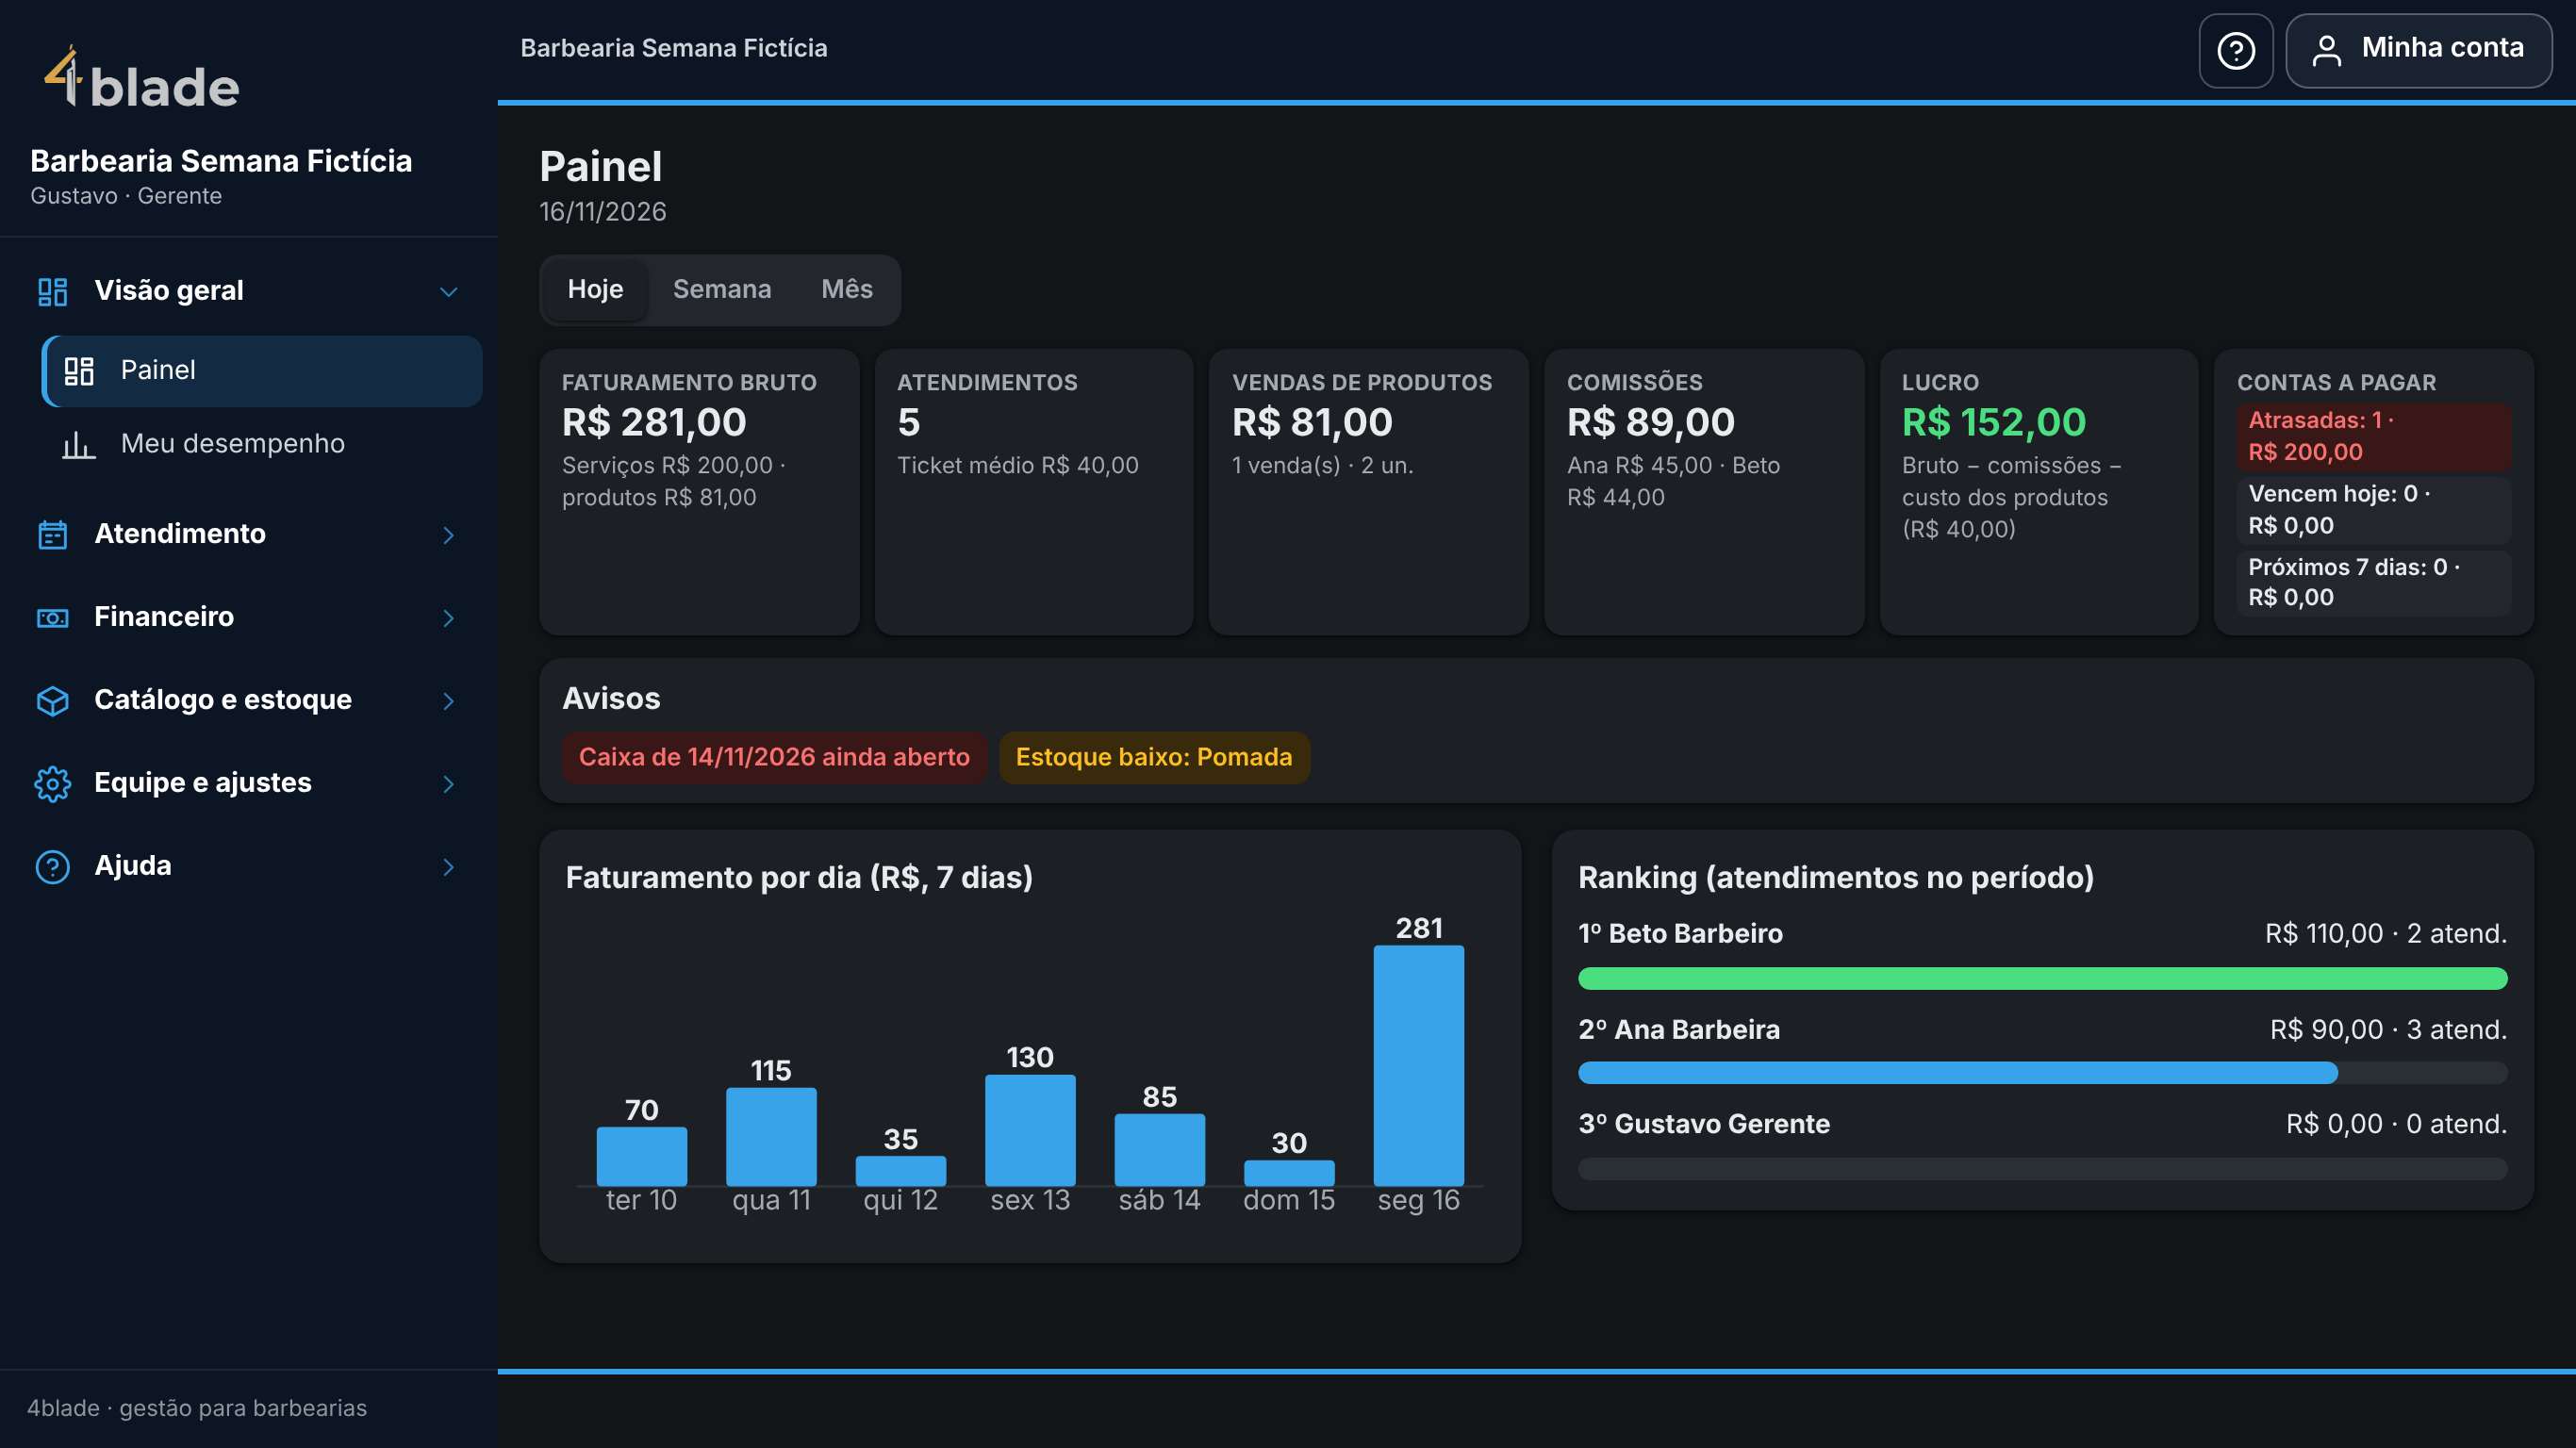 4blade
Barbearia Semana Fictícia
Gustavo · Gerente
Visão geral
Painel
Meu desempenho
Atendimento
Financeiro
Catálogo e estoque
Equipe e ajustes
Ajuda
4blade · gestão para barbearias
Barbearia Semana Fictícia
Minha conta
Painel
16/11/2026
Hoje
Semana
Mês
FATURAMENTO BRUTO
R$ 281,00
Serviços R$ 200,00 ·
produtos R$ 81,00
ATENDIMENTOS
5
Ticket médio R$ 40,00
VENDAS DE PRODUTOS
R$ 81,00
1 venda(s) · 2 un.
COMISSÕES
R$ 89,00
Ana R$ 45,00 · Beto
R$ 44,00
LUCRO
R$ 152,00
Bruto − comissões −
custo dos produtos
(R$ 40,00)
CONTAS A PAGAR
Atrasadas: 1 ·
R$ 200,00
Vencem hoje: 0 ·
R$ 0,00
Próximos 7 dias: 0 ·
R$ 0,00
Avisos
Caixa de 14/11/2026 ainda aberto
Estoque baixo: Pomada
Faturamento por dia (R$, 7 dias)
70
115
35
130
85
30
281
ter 10
qua 11
qui 12
sex 13
sáb 14
dom 15
seg 16
Ranking (atendimentos no período)
1º Beto Barbeiro
R$ 110,00 · 2 atend.
2º Ana Barbeira
R$ 90,00 · 3 atend.
3º Gustavo Gerente
R$ 0,00 · 0 atend.